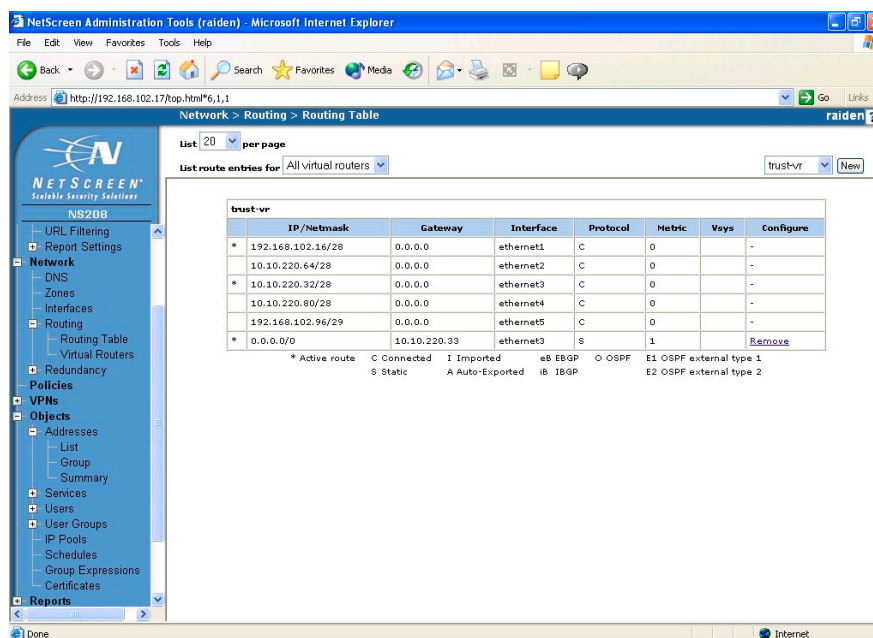 NetScreen Administration Tools (raiden) - Microsoft Internet Explorer
File Edit View Favorites Tools Help
Back Search Favorites Media
Address http://192.168.102.17/top.html*6,1,1 Go Links
Network > Routing > Routing Table raiden ?
List 20 per page
List route entries for All virtual routers trust-vr New
N
NETSCREEN
Scalable Security Solutions
NS208
URL Filtering
Report Settings
Network
DNS
Zones
Interfaces
Routing
Routing Table
Virtual Routers
Redundancy
Policies
VPNs
Objects
Addresses
List
Group
Summary
Services
Users
User Groups
IP Pools
Schedules
Group Expressions
Certificates
Reports
trust-vr
IP/Netmask Gateway Interface Protocol Metric Vsys Configure
* 192.168.102.16/28 0.0.0.0 ethernet1 C 0 -
10.10.220.64/28 0.0.0.0 ethernet2 C 0 -
* 10.10.220.32/28 0.0.0.0 ethernet3 C 0 -
10.10.220.80/28 0.0.0.0 ethernet4 C 0 -
192.168.102.96/29 0.0.0.0 ethernet5 C 0 -
* 0.0.0.0/0 10.10.220.33 ethernet3 S 1 Remove
* Active route C Connected I Imported eB EBGP O OSPF E1 OSPF external type 1
S Static A Auto-Exported iB IBGP E2 OSPF external type 2
Done Internet